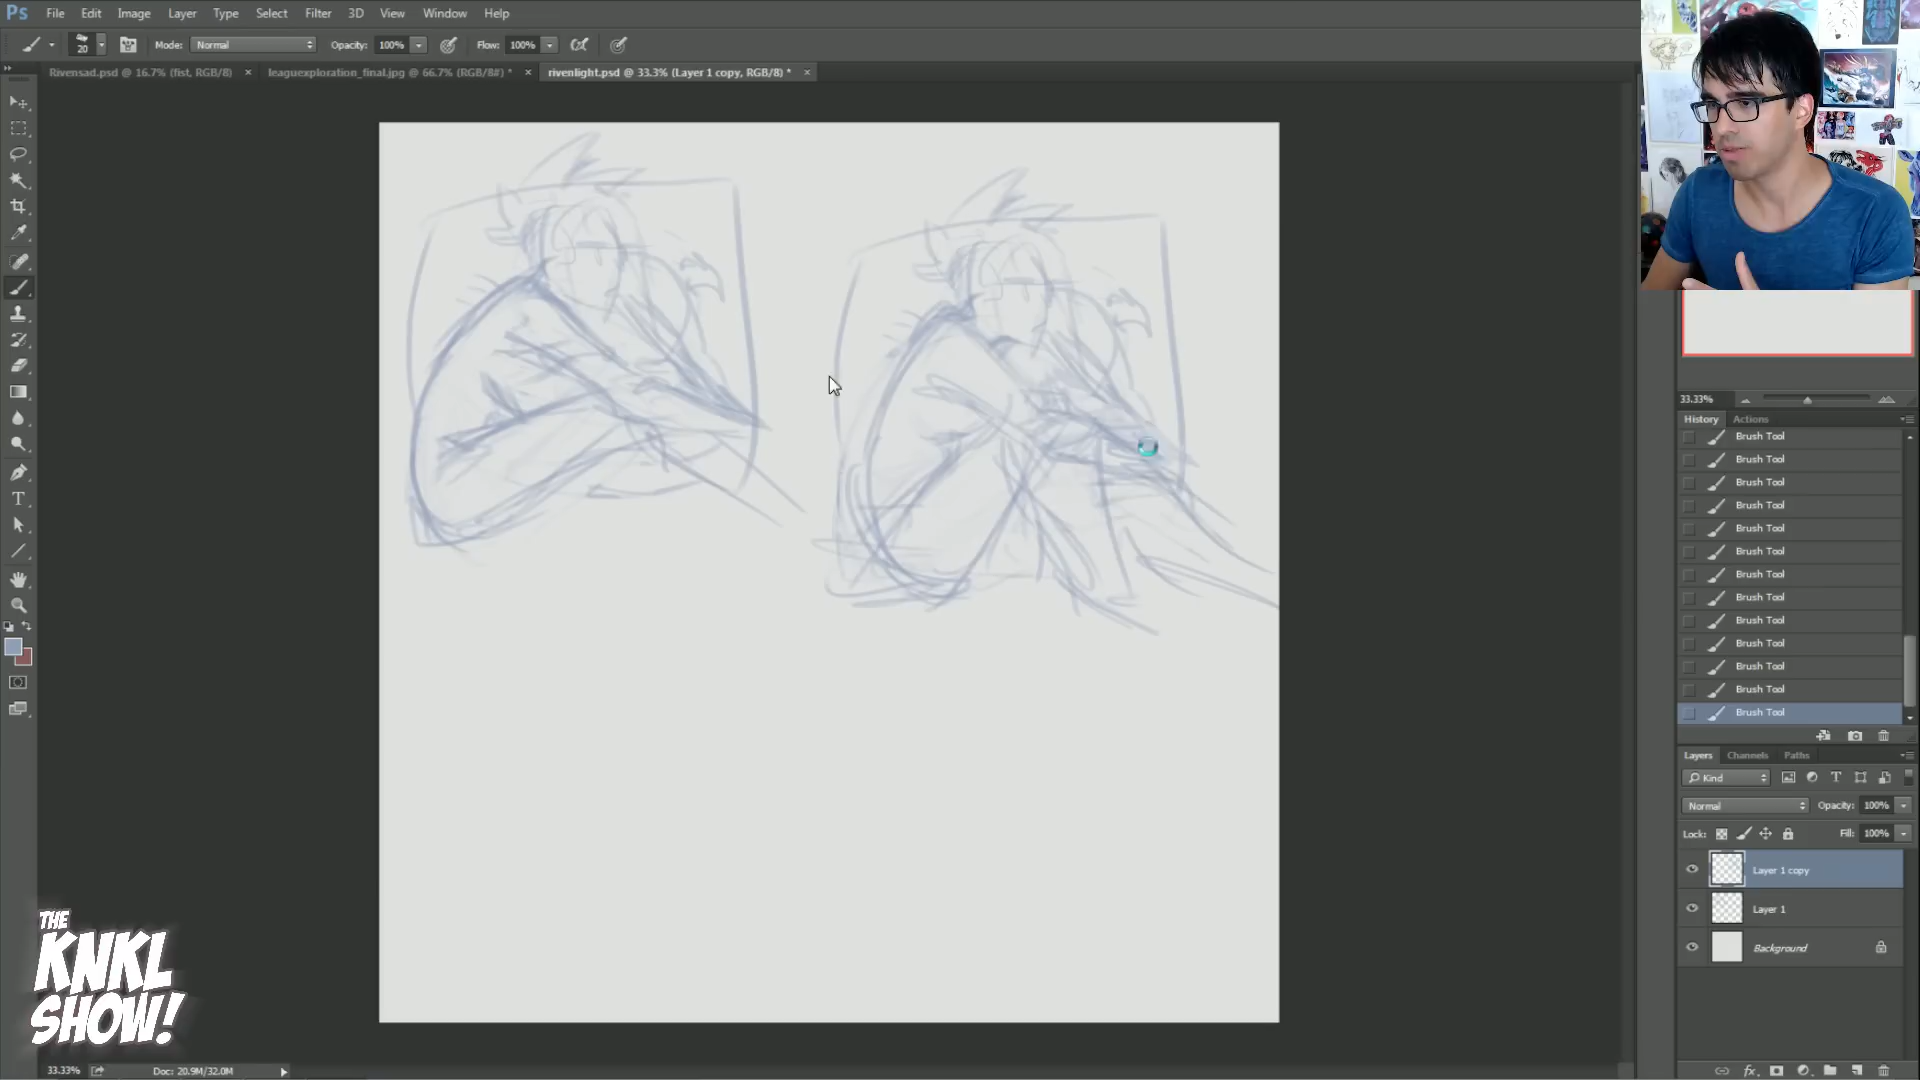 Ps File Edit Image Layer Type Select Filter 3D View Window Help
20 Mode: Normal Opacity: 100% Flow: 100%
Rivensad.psd @ 16.7% (fist, RGB/8) × leaguexploration_final.jpg @ 66.7% (RGB/8#) * × rivenlight.psd @ 33.3% (Layer 1 copy, RGB/8) * ×
33.33%
History Actions
Brush Tool
Brush Tool
Brush Tool
Brush Tool
Brush Tool
Brush Tool
Brush Tool
Brush Tool
Brush Tool
Brush Tool
Brush Tool
Brush Tool
Brush Tool
Layers Channels Paths
Kind
Normal Opacity: 100%
Lock: Fill: 100%
Layer 1 copy
Layer 1
Background
THE
KNKL
SHOW!
33.33% Doc: 20.9M/32.0M